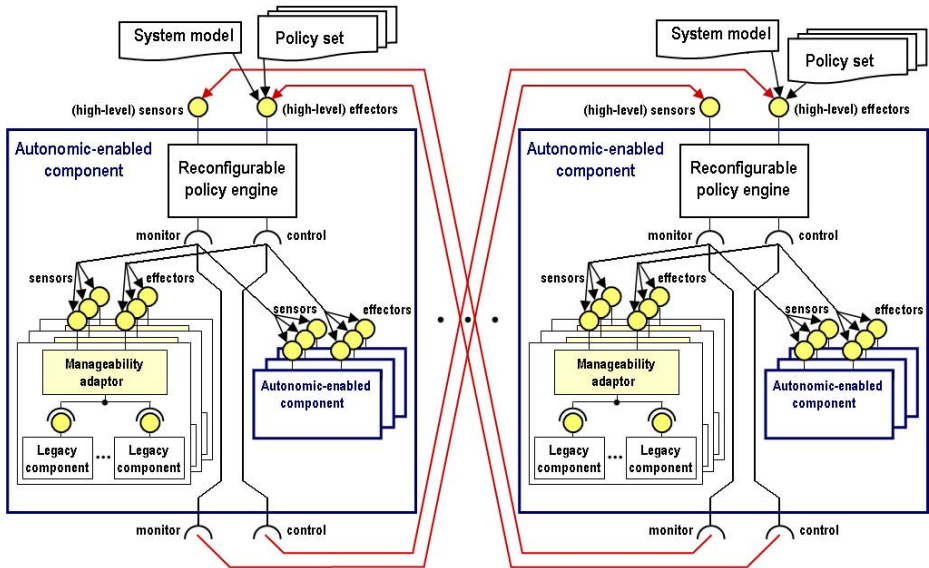 System model
Policy set
(high-level) sensors
(high-level) effectors
Autonomic-enabled
component
Reconfigurable
policy engine
monitor
control
sensors
effectors
sensors
effectors
Manageability
adaptor
Autonomic-enabled
component
Legacy
component
...
Legacy
component
monitor
control
• • •
System model
Policy set
(high-level) sensors
(high-level) effectors
Autonomic-enabled
component
Reconfigurable
policy engine
monitor
control
sensors
effectors
sensors
effectors
Manageability
adaptor
Autonomic-enabled
component
Legacy
component
...
Legacy
component
monitor
control